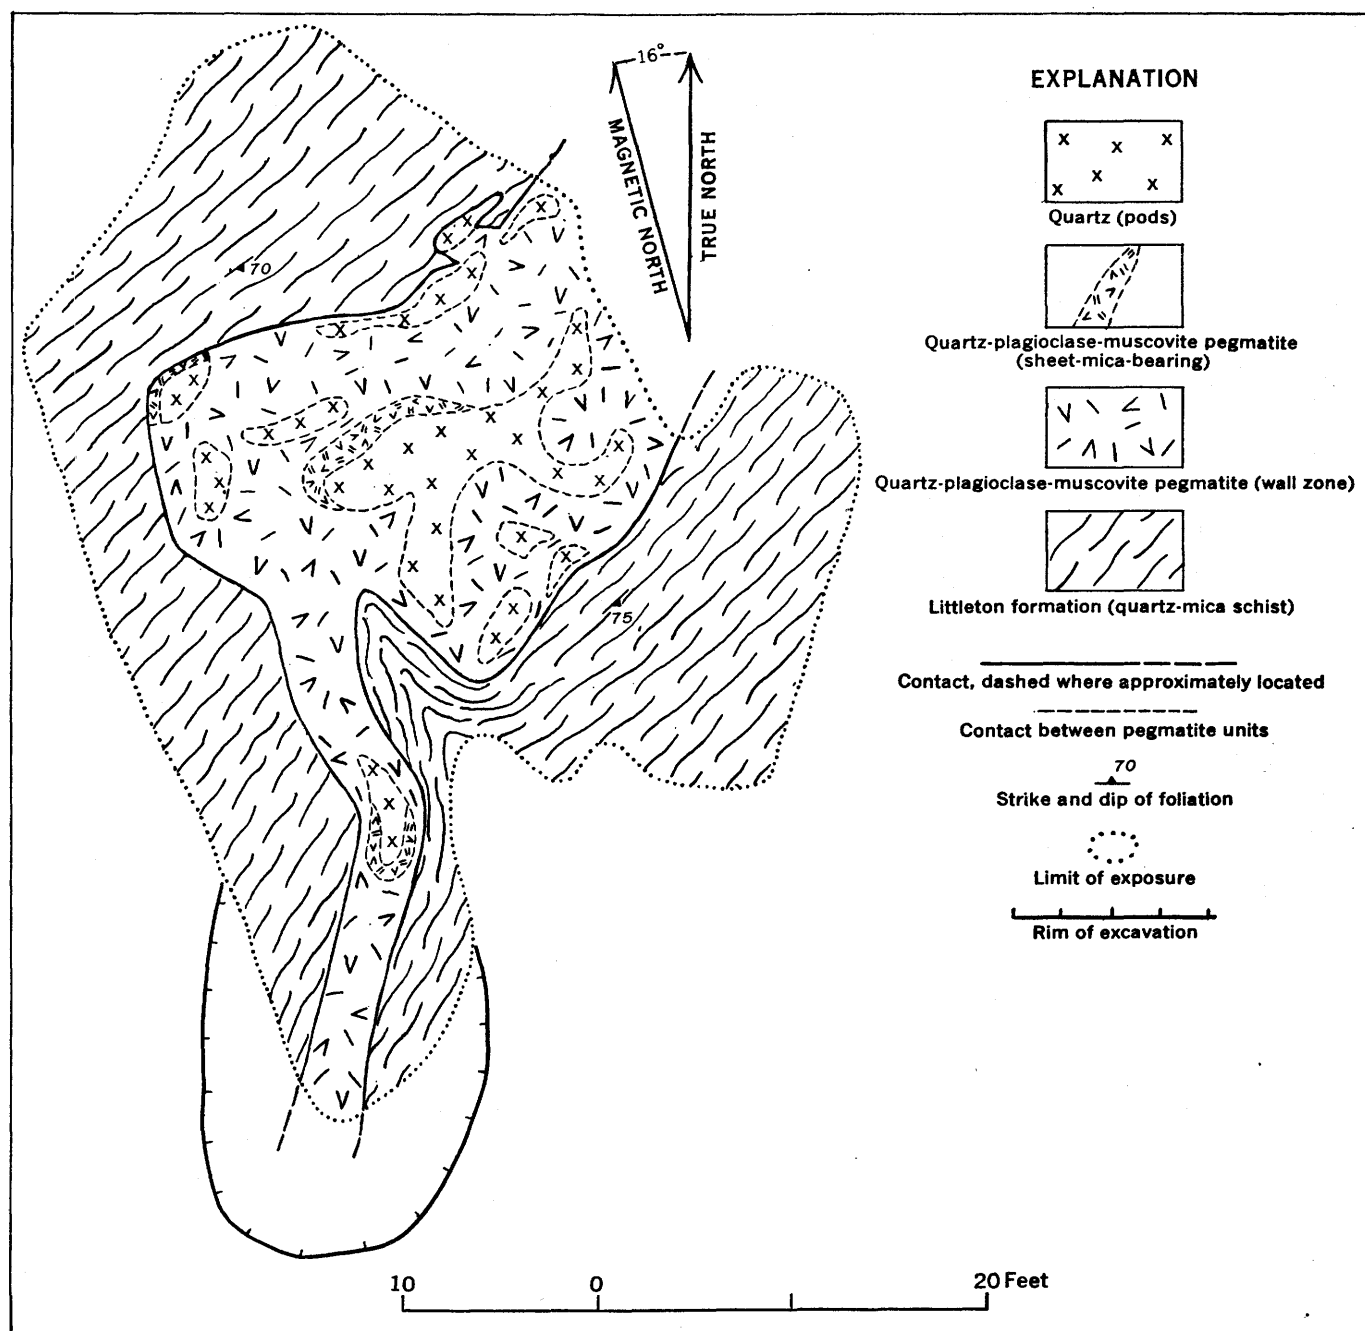 16°
MAGNETIC NORTH
TRUE NORTH
70
75
EXPLANATION
Quartz (pods)
Quartz-plagioclase-muscovite pegmatite
(sheet-mica-bearing)
Quartz-plagioclase-muscovite pegmatite (wall zone)
Littleton formation (quartz-mica schist)
Contact, dashed where approximately located
Contact between pegmatite units
70
Strike and dip of foliation
Limit of exposure
Rim of excavation
10 0 20 Feet